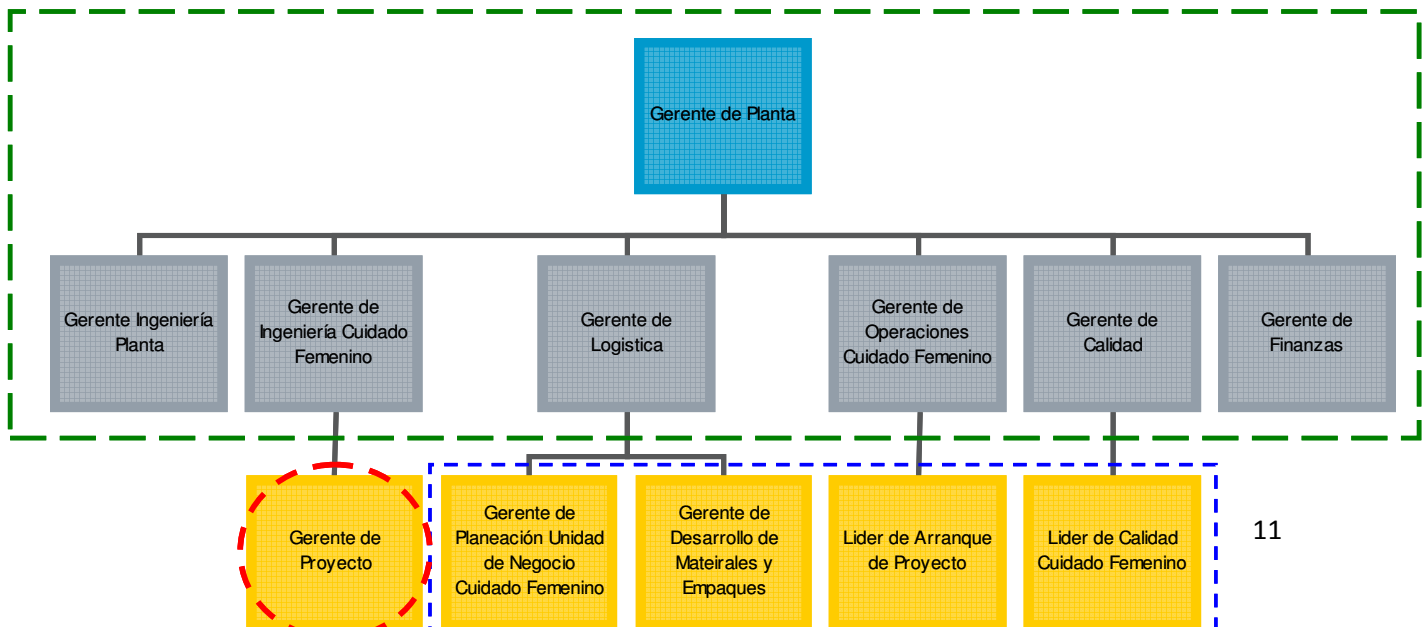 Gerente de Planta
Gerente Ingeniería
Planta
Gerente de
Ingeniería Cuidado
Femenino
Gerente de
Logistica
Gerente de
Operaciones
Cuidado Femenino
Gerente de
Calidad
Gerente de
Finanzas
Gerente de
Proyecto
Gerente de
Planeación Unidad
de Negocio
Cuidado Femenino
Gerente de
Desarrollo de
Mateirales y
Empaques
Lider de Arranque
de Proyecto
Lider de Calidad
Cuidado Femenino
11